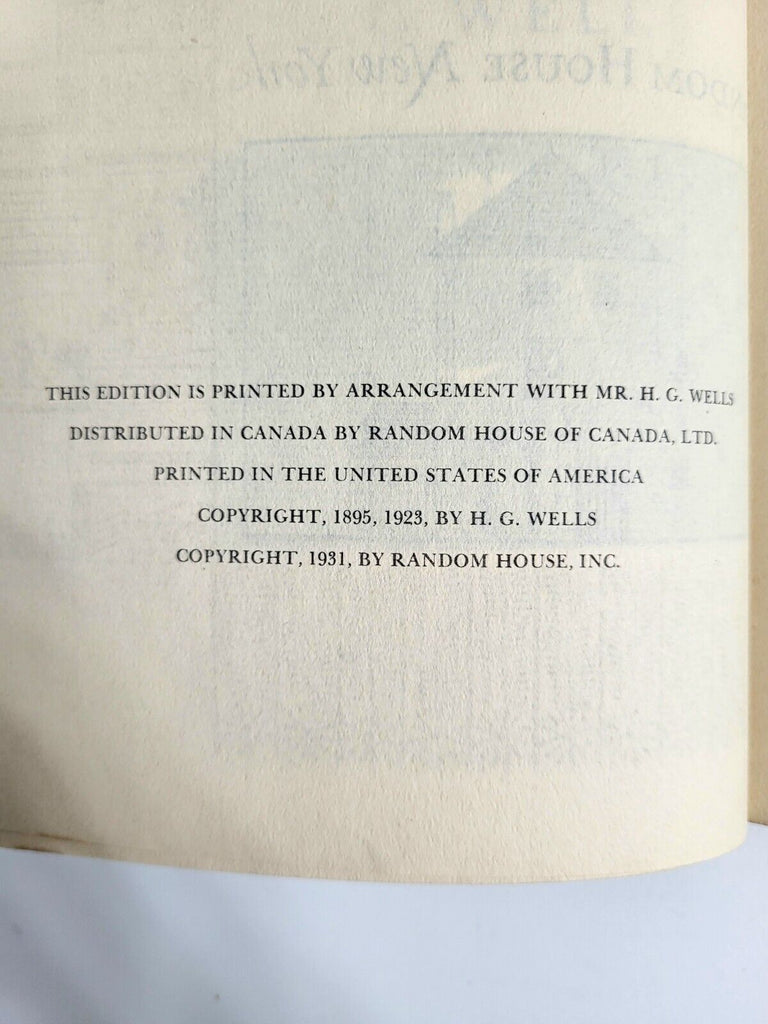 THIS EDITION IS PRINTED BY ARRANGEMENT WITH MR. H. G. WELLS
DISTRIBUTED IN CANADA BY RANDOM HOUSE OF CANADA, LTD.
PRINTED IN THE UNITED STATES OF AMERICA
COPYRIGHT, 1895, 1923, BY H. G. WELLS
COPYRIGHT, 1931, BY RANDOM HOUSE, INC.